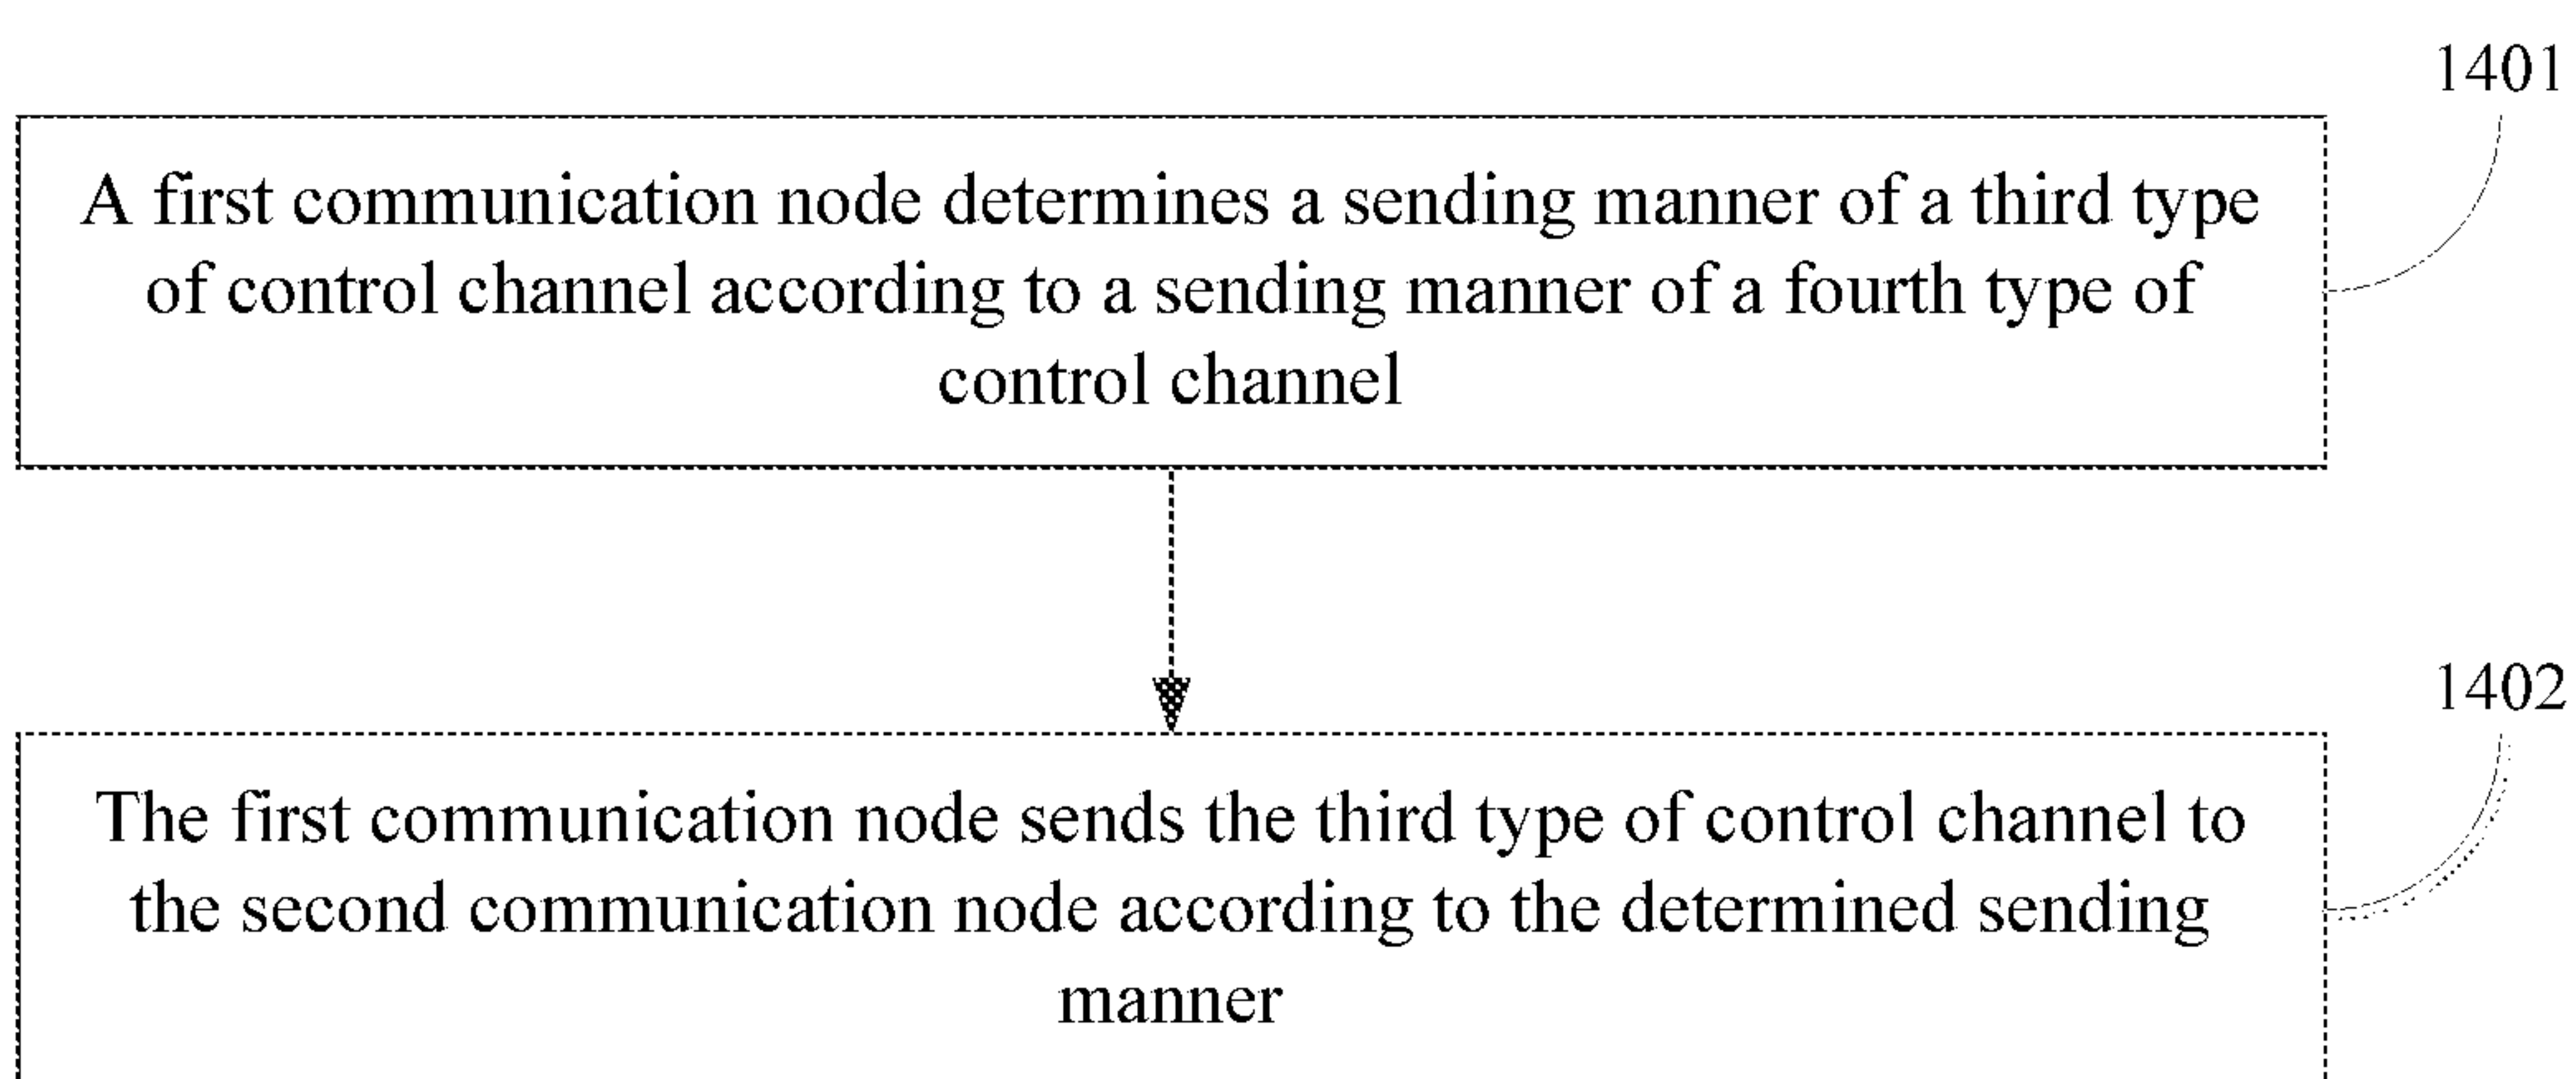 1401
A first communication node determines a sending manner of a third type
of control channel according to a sending manner of a fourth type of
control channel
1402
The first communication node sends the third type of control channel to
the second communication node according to the determined sending
manner